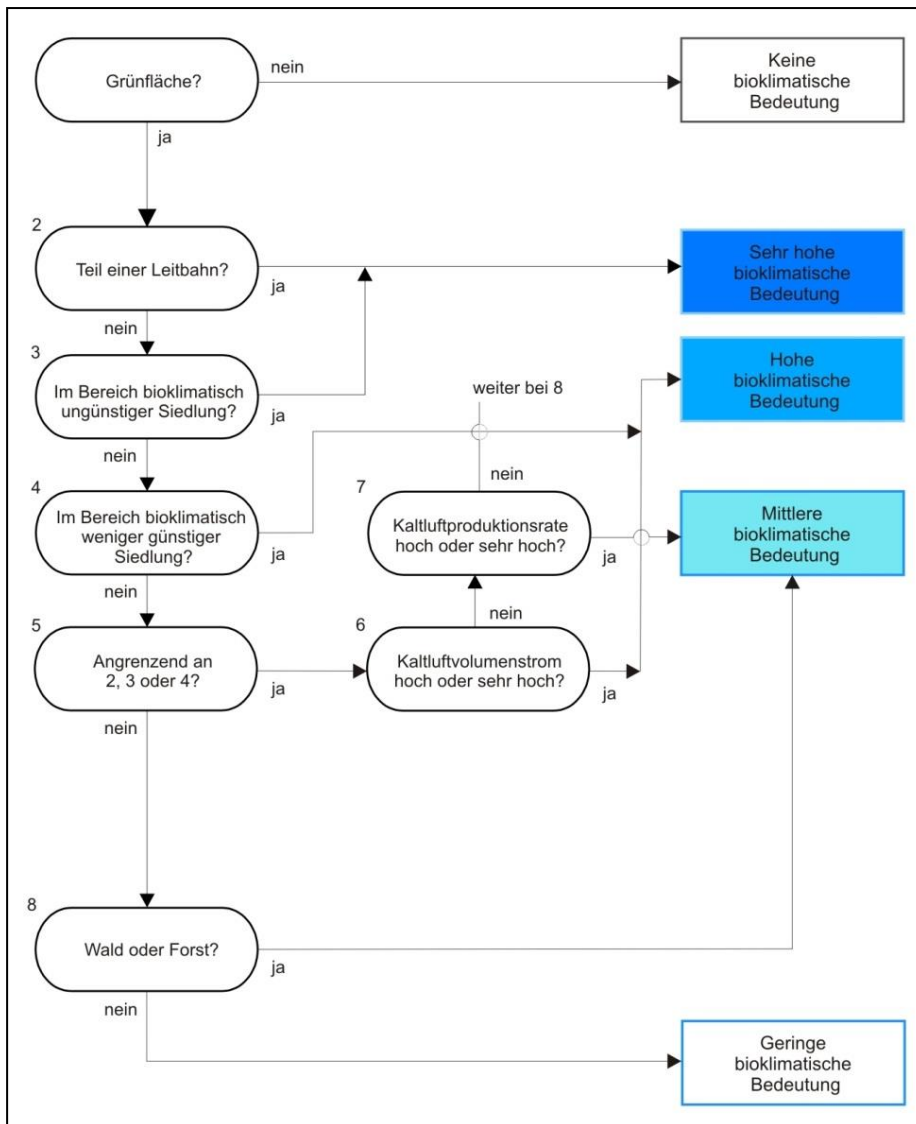 Grünfläche?
nein
Keine
bioklimatische
Bedeutung
ja
2
Teil einer Leitbahn?
ja
Sehr hohe
bioklimatische
Bedeutung
nein
3
Im Bereich bioklimatisch
ungünstiger Siedlung?
ja
weiter bei 8
Hohe
bioklimatische
Bedeutung
nein
nein
4
Im Bereich bioklimatisch
weniger günstiger
Siedlung?
ja
7
Kaltluftproduktionsrate
hoch oder sehr hoch?
ja
Mittlere
bioklimatische
Bedeutung
nein
nein
5
Angrenzend an
2, 3 oder 4?
ja
6
Kaltluftvolumenstrom
hoch oder sehr hoch?
ja
nein
8
Wald oder Forst?
ja
nein
Geringe
bioklimatische
Bedeutung